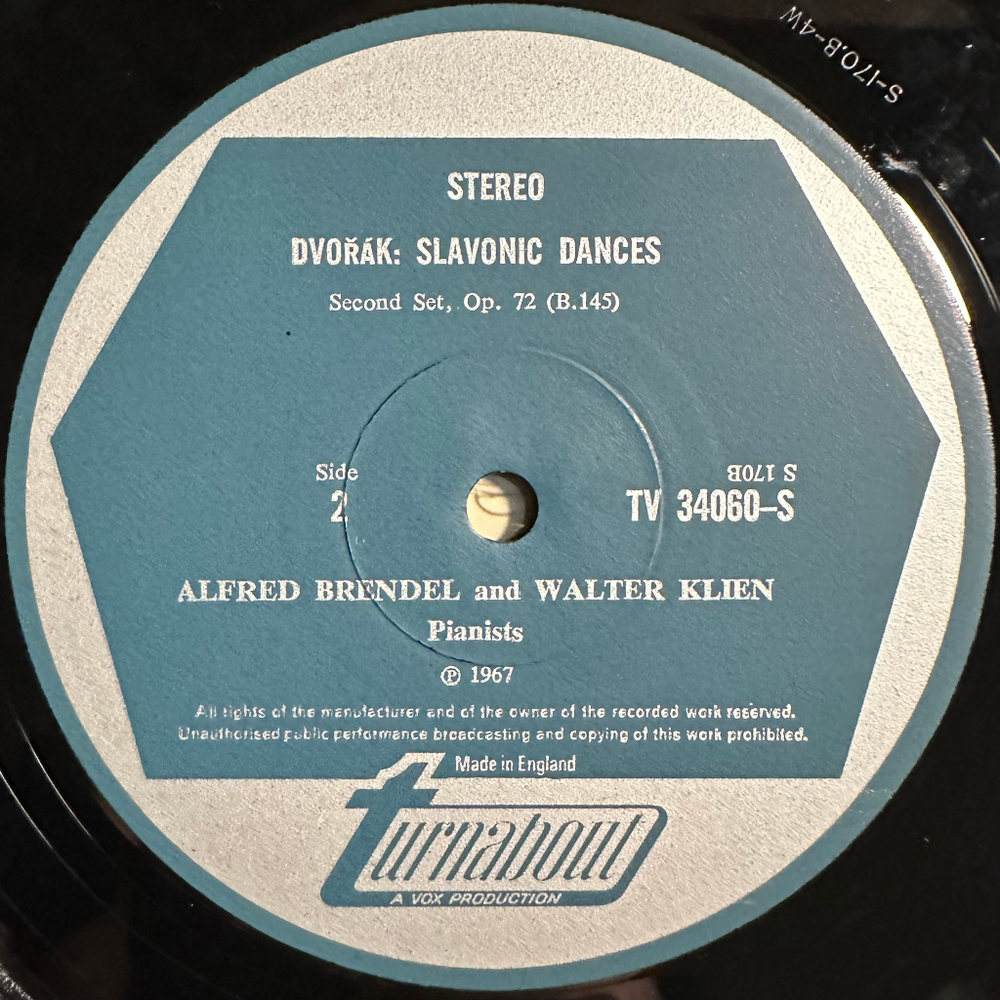 S-170.B-4W
STEREO
DVOŘÁK: SLAVONIC DANCES
Second Set, Op. 72 (B.145)
Side
2
S 170B
TV 34060–S
ALFRED BRENDEL and WALTER KLIEN
Pianists
Ⓟ 1967
All rights of the manufacturer and of the owner of the recorded work reserved.
Unauthorised public performance broadcasting and copying of this work prohibited.
Made in England
turnabout
A VOX PRODUCTION